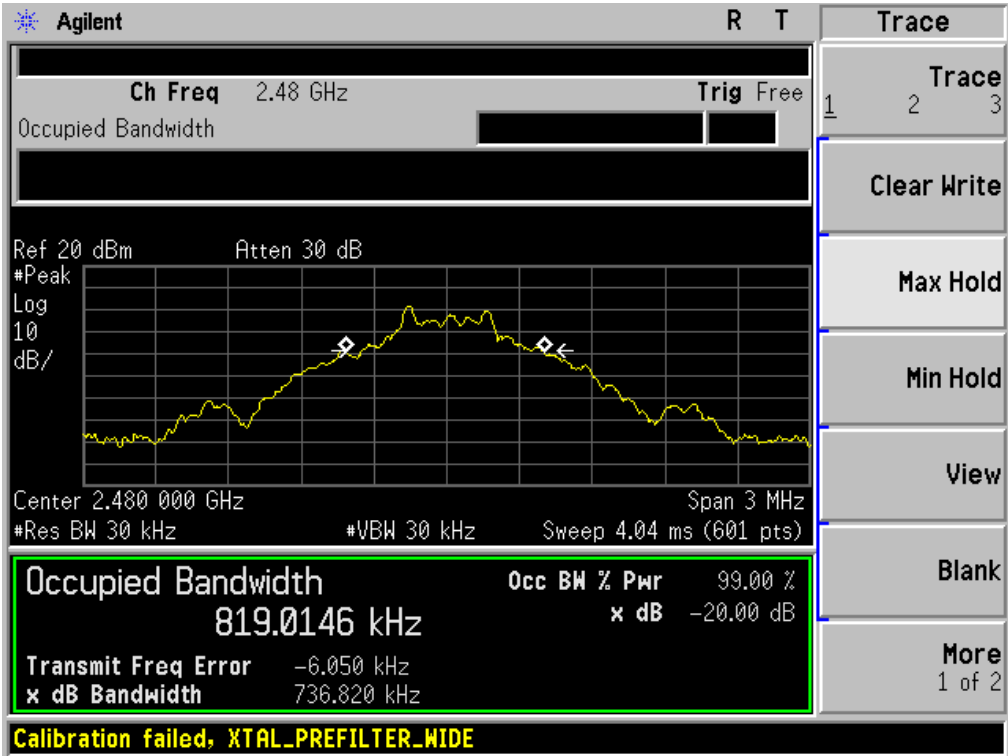 Agilent R T
Trace
Ch Freq 2.48 GHz Trig Free
Occupied Bandwidth
Trace
1 2 3
Clear Write
Max Hold
Min Hold
View
Blank
More
1 of 2
Ref 20 dBm Atten 30 dB
#Peak
Log
10
dB/
Center 2.480 000 GHz Span 3 MHz
#Res BW 30 kHz #VBW 30 kHz Sweep 4.04 ms (601 pts)
Occupied Bandwidth Occ BW % Pwr 99.00 %
819.0146 kHz x dB -20.00 dB
Transmit Freq Error -6.050 kHz
x dB Bandwidth 736.820 kHz
Calibration failed, XTAL_PREFILTER_WIDE